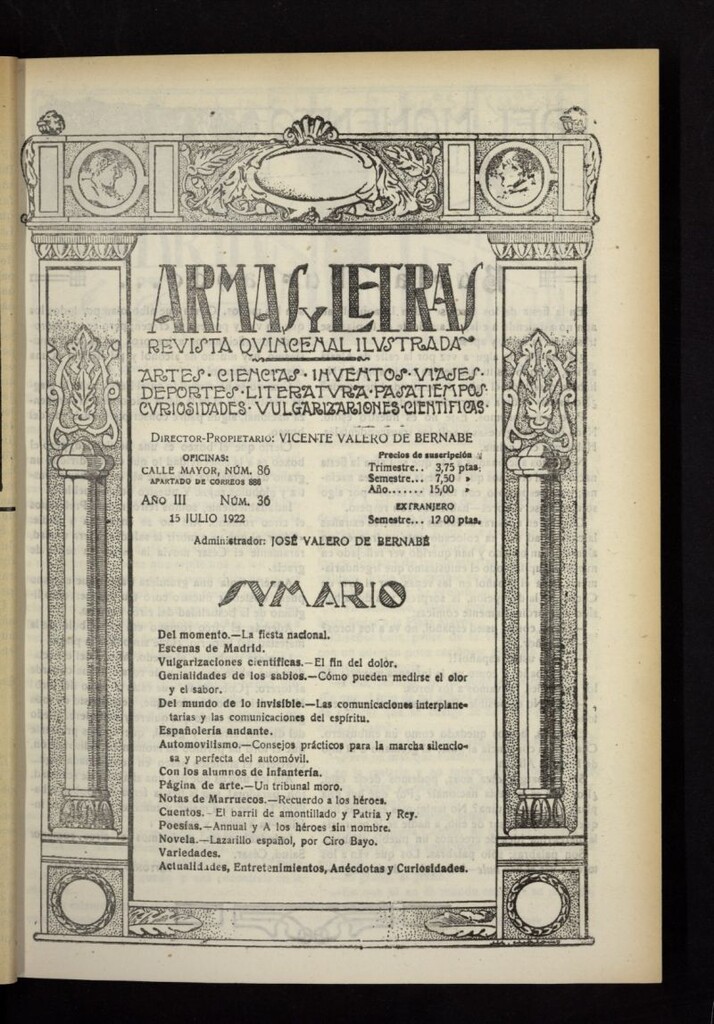 ARMAS Y LETRAS
REVISTA QVINCENAL ILVSTRADA
ARTES · CIENCIAS · INVENTOS · VIAJES ·
DEPORTES · LITERATVRA · PASATIEMPOS ·
CVRIOSIDADES · VULGARIZARIONES · CIENTIFICAS ·
DIRECTOR-PROPIETARIO: VICENTE VALERO DE BERNABE
OFICINAS:
CALLE MAYOR, NÚM. 86
APARTADO DE CORREOS 886
AÑO III NÚM. 36
15 JULIO 1922
Precios de suscripción
Trimestre.. 3,75 ptas.
Semestre... 7,50 »
Año....... 15,00 »
EXTRANJERO
Semestre... 12 00 ptas.
Administrador: JOSÉ VALERO DE BERNABÉ
SVMARIO
Del momento.—La fiesta nacional.
Escenas de Madrid.
Vulgarizaciones científicas.—El fin del dolor.
Genialidades de los sabios.—Cómo pueden medirse el olor
y el sabor.
Del mundo de lo invisible.—Las comunicaciones interplane-
tarias y las comunicaciones del espíritu.
Españolería andante.
Automovilismo.—Consejos prácticos para la marcha silencio-
sa y perfecta del automóvil.
Con los alumnos de Infantería.
Página de arte.—Un tribunal moro.
Notas de Marruecos.—Recuerdo a los héroes.
Cuentos.—El barril de amontillado y Patria y Rey.
Poesías.—Annual y A los héroes sin nombre.
Novela.—Lazarillo español, por Ciro Bayo.
Variedades.
Actualidades, Entretenimientos, Anécdotas y Curiosidades.